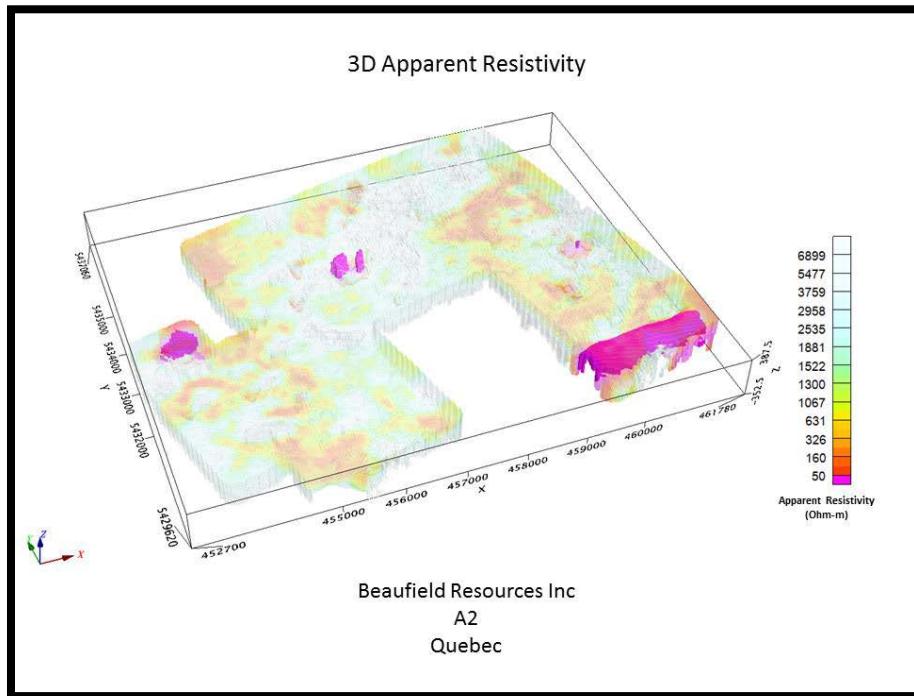 3D Apparent Resistivity
5437060
5435000
5434000
5433000
5432000
5429620
Y
452700
455000
456000
457000
458000
459000
460000
461780
X
387.5
-352.5
Z
6899
5477
3759
2958
2535
1881
1522
1300
1067
631
326
160
50
Apparent Resistivity
(Ohm-m)
Y
Z
X
Beaufield Resources Inc
A2
Quebec